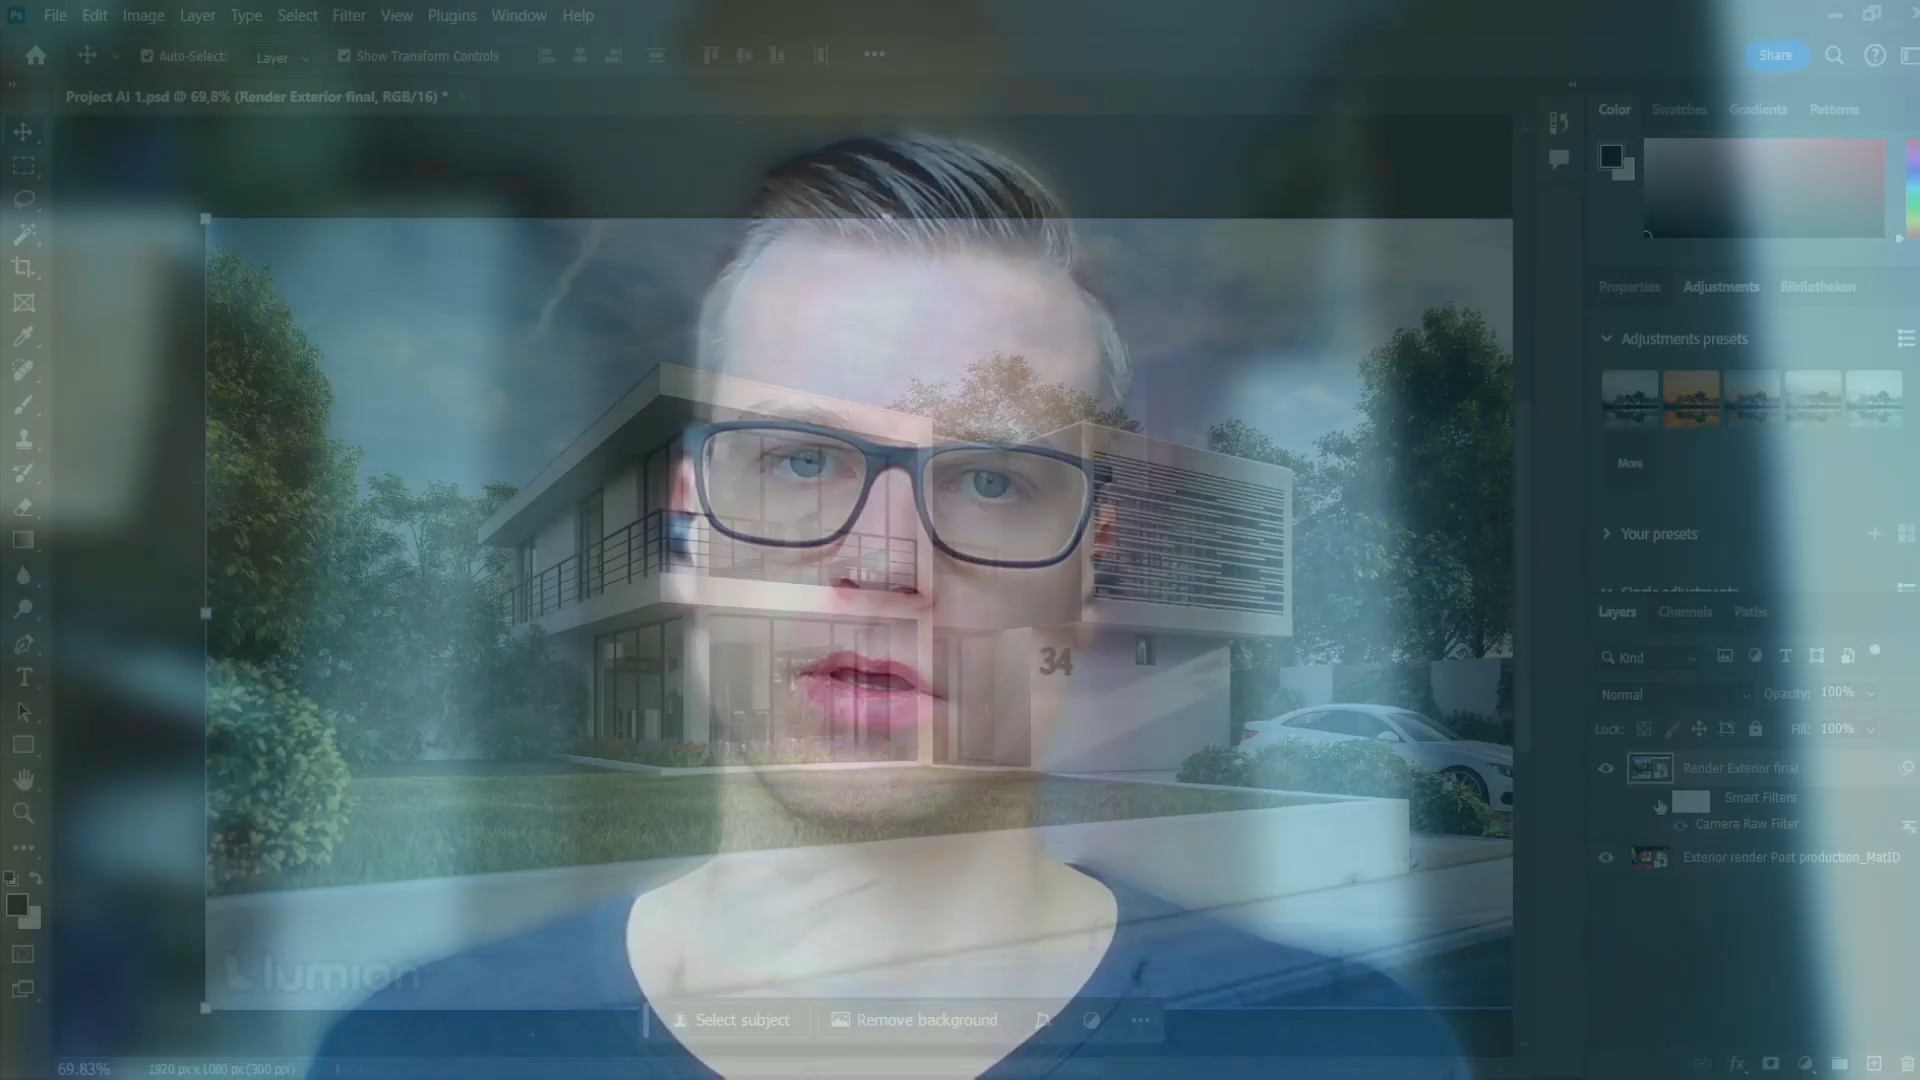 Ps File Edit Image Layer Type Select Filter View Plugins Window Help
Auto-Select: Layer Show Transform Controls Share
Project AI 1.psd @ 69,8% (Render Exterior final, RGB/16) *
Color Swatches Gradients Patterns
Properties Adjustments Bibliotheken
Adjustments presets
More
Your presets
Single adjustments
Layers Channels Paths
Kind
Normal Opacity: 100%
Lock: Fill: 100%
Render Exterior final
Smart Filters
Camera Raw Filter
Exterior render Post production_MatID
34
lumion
Select subject Remove background
69.83% 1920 px x 1080 px (300 ppi)
fx